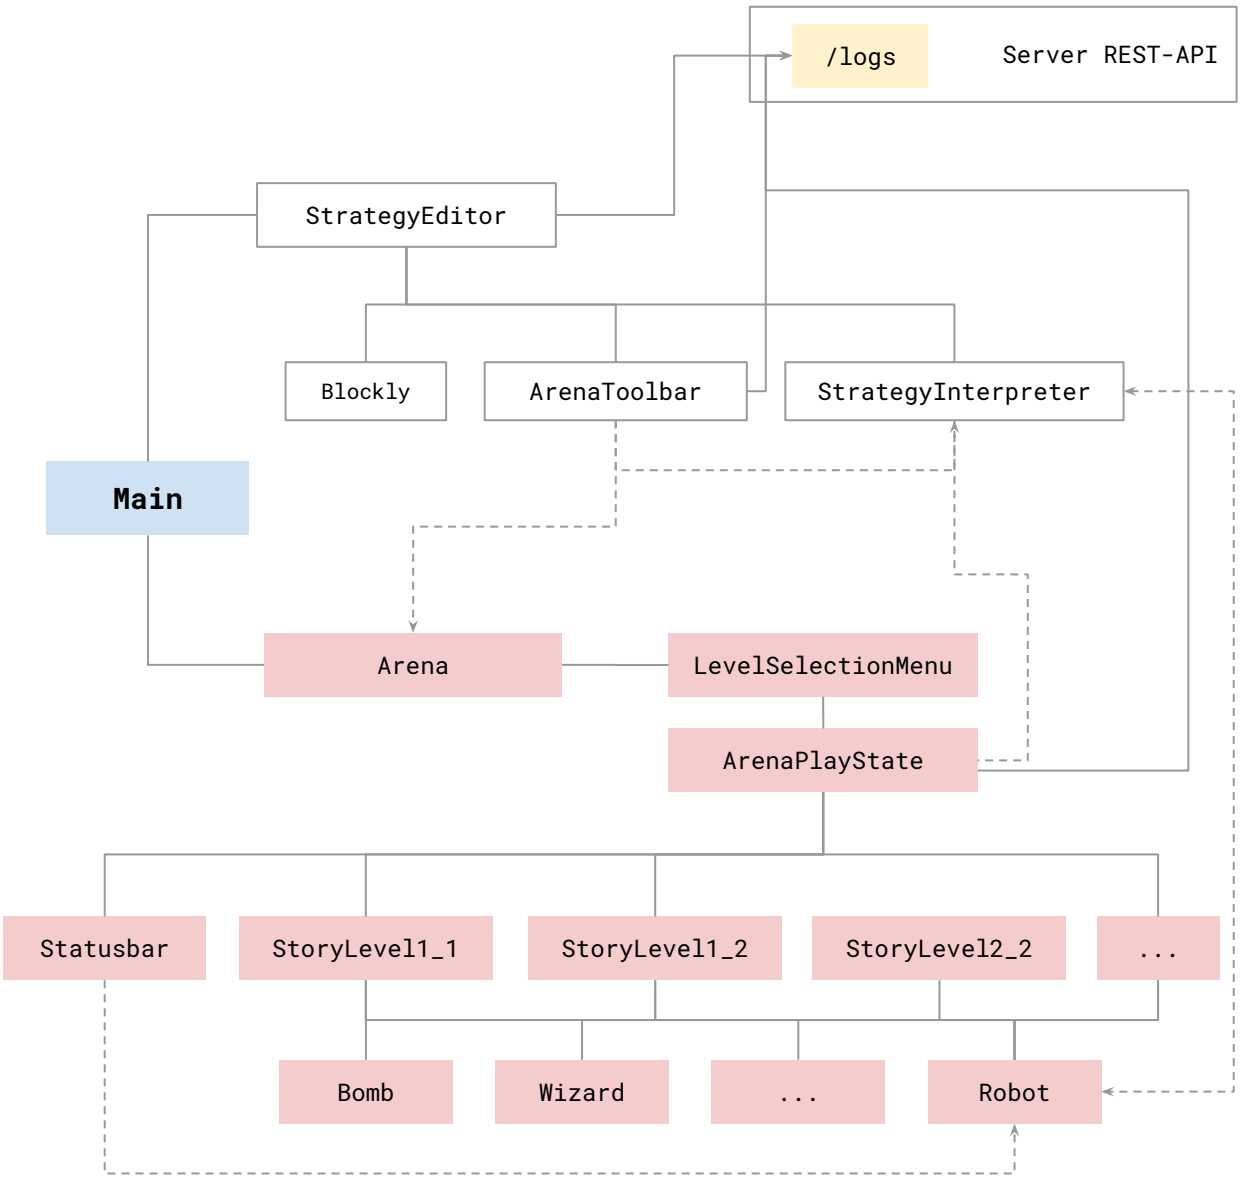 /logs
Server REST-API
StrategyEditor
Blockly
ArenaToolbar
StrategyInterpreter
Main
Arena
LevelSelectionMenu
ArenaPlayState
Statusbar
StoryLevel1_1
StoryLevel1_2
StoryLevel2_2
...
Bomb
Wizard
...
Robot